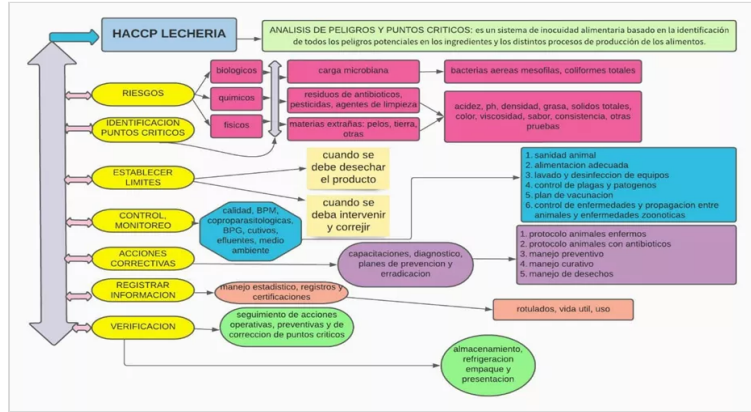 HACCP LECHERIA
ANALISIS DE PELIGROS Y PUNTOS CRITICOS: es un sistema de inocuidad alimentaria basado en la identificación
de todos los peligros potenciales en los ingredientes y los distintos procesos de producción de los alimentos.
RIESGOS
biologicos
carga microbiana
bacterias aereas mesofilas, coliformes totales
quimicos
residuos de antibioticos,
pesticidas, agentes de limpieza
acidez, ph, densidad, grasa, solidos totales,
color, viscosidad, sabor, consistencia, otras
pruebas
fisicos
materias extrañas: pelos, tierra,
otras
IDENTIFICACION
PUNTOS CRITICOS
ESTABLECER
LIMITES
cuando se
debe desechar
el producto
cuando se
deba intervenir
y correjir
CONTROL,
MONITOREO
calidad, BPM,
coproparasitologicas,
BPG, cutivos,
efluentes, medio
ambiente
1. sanidad animal
2. alimentacion adecuada
3. lavado y desinfeccion de equipos
4. control de plagas y patogenos
5. plan de vacunacion
6. control de enfermedades y propagacion entre
animales y enfermedades zoonoticas
ACCIONES
CORRECTIVAS
capacitaciones, diagnostico,
planes de prevencion y
erradicacion
1. protocolo animales enfermos
2. protocolo animales con antibioticos
3. manejo preventivo
4. manejo curativo
5. manejo de desechos
REGISTRAR
INFORMACION
manejo estadistico, registros y
certificaciones
rotulados, vida util, uso
VERIFICACION
seguimiento de acciones
operativas, preventivas y de
correccion de puntos criticos
almacenamiento,
refrigeracion
empaque y
presentacion